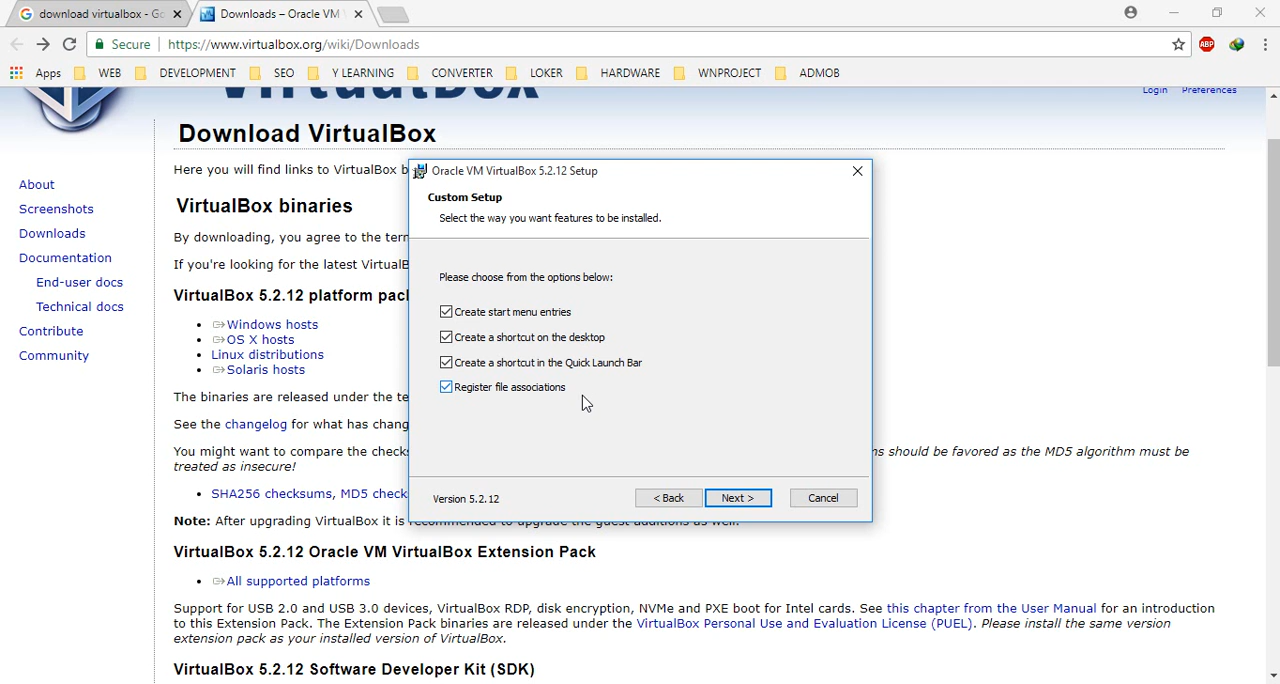 download virtualbox - Go
Downloads – Oracle VM
Secure
https://www.virtualbox.org/wiki/Downloads
ABP
Apps
WEB
DEVELOPMENT
SEO
Y LEARNING
CONVERTER
LOKER
HARDWARE
WNPROJECT
ADMOB
VirtualBox
Login
Preferences
Download VirtualBox
Here you will find links to VirtualBox b
About
Screenshots
Downloads
Documentation
End-user docs
Technical docs
Contribute
Community
VirtualBox binaries
By downloading, you agree to the term
If you're looking for the latest VirtualB
VirtualBox 5.2.12 platform pac
Windows hosts
OS X hosts
Linux distributions
Solaris hosts
The binaries are released under the te
See the changelog for what has chang
You might want to compare the check
ns should be favored as the MD5 algorithm must be
treated as insecure!
SHA256 checksums, MD5 check
Note: After upgrading VirtualBox it is recommended to upgrade the guest additions as well.
VirtualBox 5.2.12 Oracle VM VirtualBox Extension Pack
All supported platforms
Support for USB 2.0 and USB 3.0 devices, VirtualBox RDP, disk encryption, NVMe and PXE boot for Intel cards. See this chapter from the User Manual for an introduction
to this Extension Pack. The Extension Pack binaries are released under the VirtualBox Personal Use and Evaluation License (PUEL). Please install the same version
extension pack as your installed version of VirtualBox.
VirtualBox 5.2.12 Software Developer Kit (SDK)
Oracle VM VirtualBox 5.2.12 Setup
Custom Setup
Select the way you want features to be installed.
Please choose from the options below:
Create start menu entries
Create a shortcut on the desktop
Create a shortcut in the Quick Launch Bar
Register file associations
Version 5.2.12
< Back
Next >
Cancel